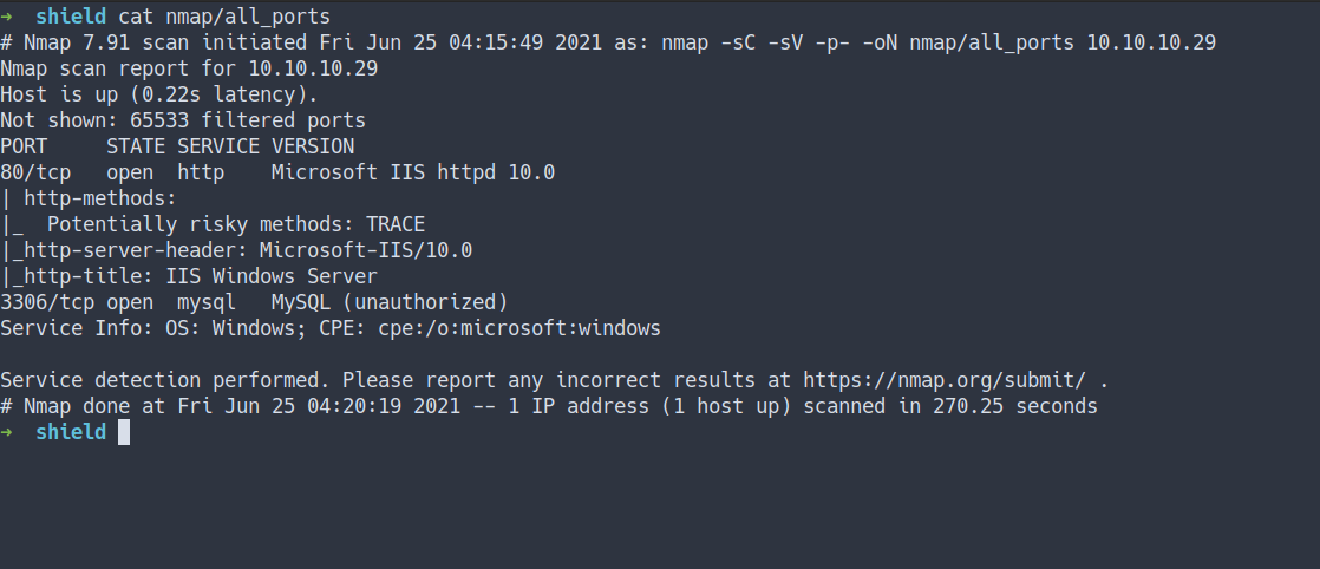 →  shield cat nmap/all_ports
# Nmap 7.91 scan initiated Fri Jun 25 04:15:49 2021 as: nmap -sC -sV -p- -oN nmap/all_ports 10.10.10.29
Nmap scan report for 10.10.10.29
Host is up (0.22s latency).
Not shown: 65533 filtered ports
PORT     STATE SERVICE VERSION
80/tcp   open  http    Microsoft IIS httpd 10.0
| http-methods:
|_  Potentially risky methods: TRACE
|_http-server-header: Microsoft-IIS/10.0
|_http-title: IIS Windows Server
3306/tcp open  mysql   MySQL (unauthorized)
Service Info: OS: Windows; CPE: cpe:/o:microsoft:windows
Service detection performed. Please report any incorrect results at https://nmap.org/submit/ .
# Nmap done at Fri Jun 25 04:20:19 2021 -- 1 IP address (1 host up) scanned in 270.25 seconds
→  shield